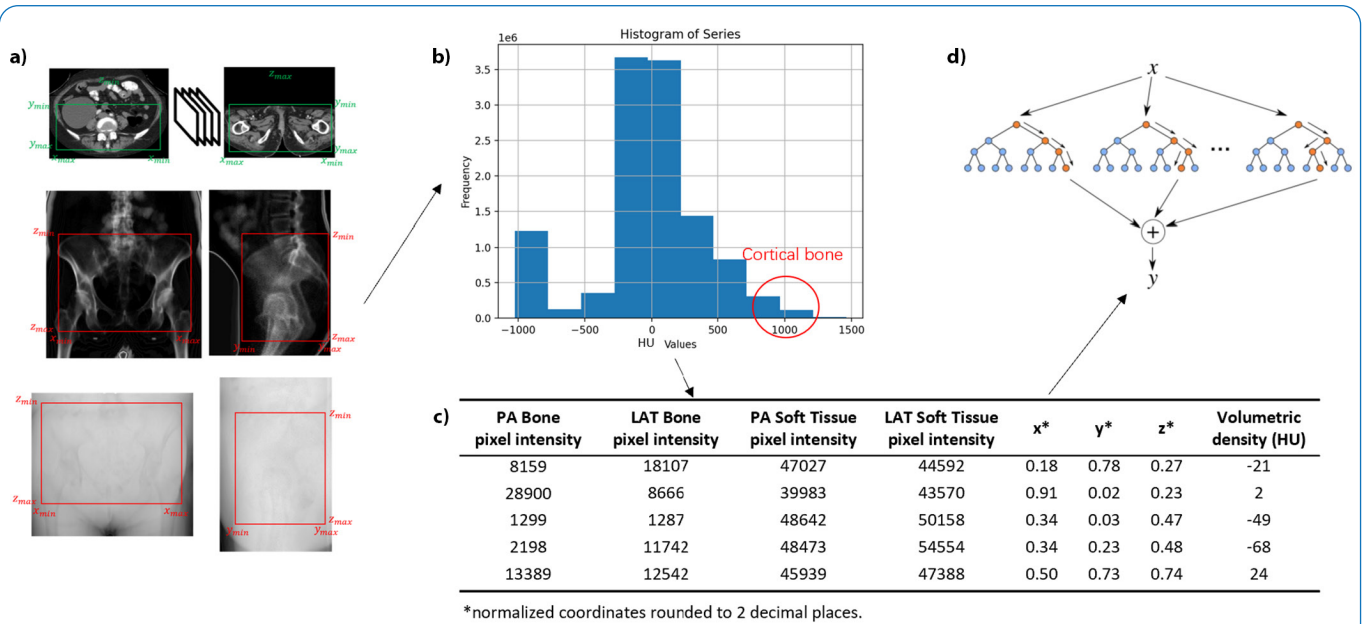 a)
z_min
z_max
y_min
y_min
y_max
y_max
x_max
x_min
x_max
x_min
z_min
z_min
z_max
z_max
x_min
x_max
y_min
y_max
z_min
z_min
z_max
z_max
x_min
x_max
y_min
y_max
b)
Histogram of Series
1e6
3.5
3.0
2.5
2.0
1.5
1.0
0.5
0.0
Frequency
Cortical bone
−1000 −500 0 500 1000 1500
HU Values
d)
x
...
+
y
c)
PA Bone pixel intensity LAT Bone pixel intensity PA Soft Tissue pixel intensity LAT Soft Tissue pixel intensity x* y* z* Volumetric density (HU)
8159 18107 47027 44592 0.18 0.78 0.27 -21
28900 8666 39983 43570 0.91 0.02 0.23 2
1299 1287 48642 50158 0.34 0.03 0.47 -49
2198 11742 48473 54554 0.34 0.23 0.48 -68
13389 12542 45939 47388 0.50 0.73 0.74 24
*normalized coordinates rounded to 2 decimal places.